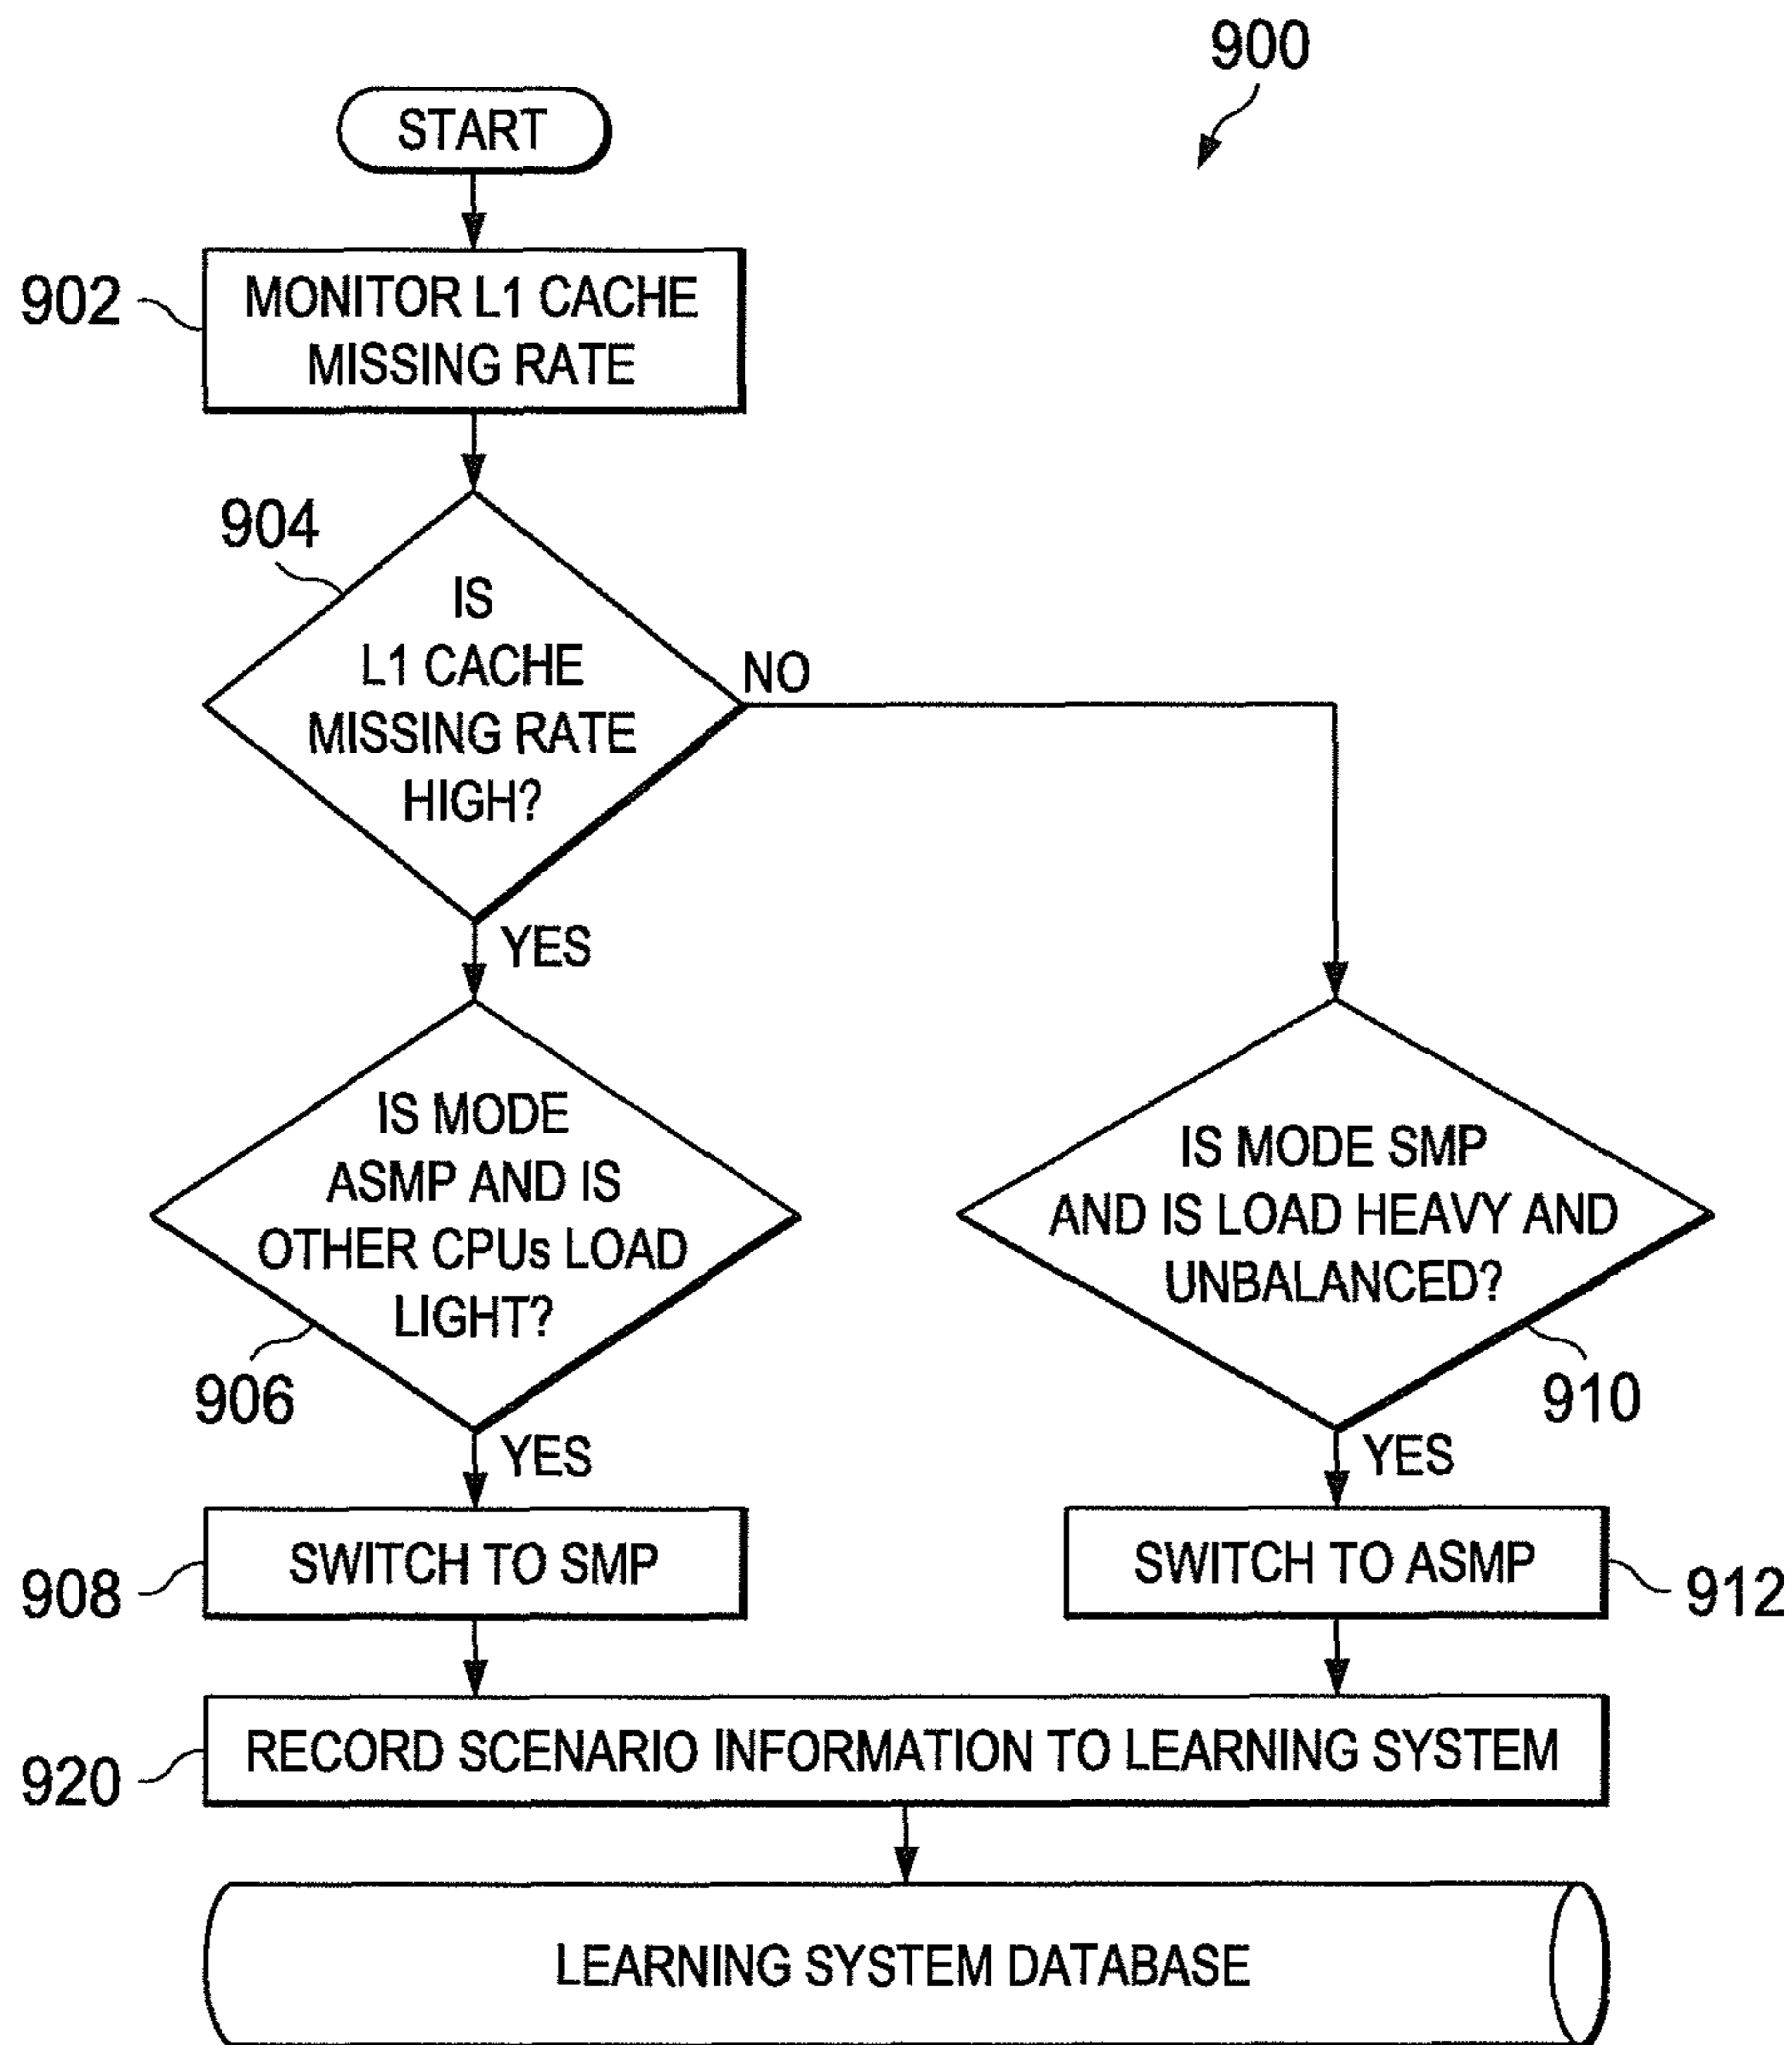 900
START
902
MONITOR L1 CACHE
MISSING RATE
904
IS
L1 CACHE
MISSING RATE
HIGH?
NO
YES
IS MODE
ASMP AND IS
OTHER CPUs LOAD
LIGHT?
906
IS MODE SMP
AND IS LOAD HEAVY AND
UNBALANCED?
910
YES
YES
908
SWITCH TO SMP
SWITCH TO ASMP
912
920
RECORD SCENARIO INFORMATION TO LEARNING SYSTEM
LEARNING SYSTEM DATABASE